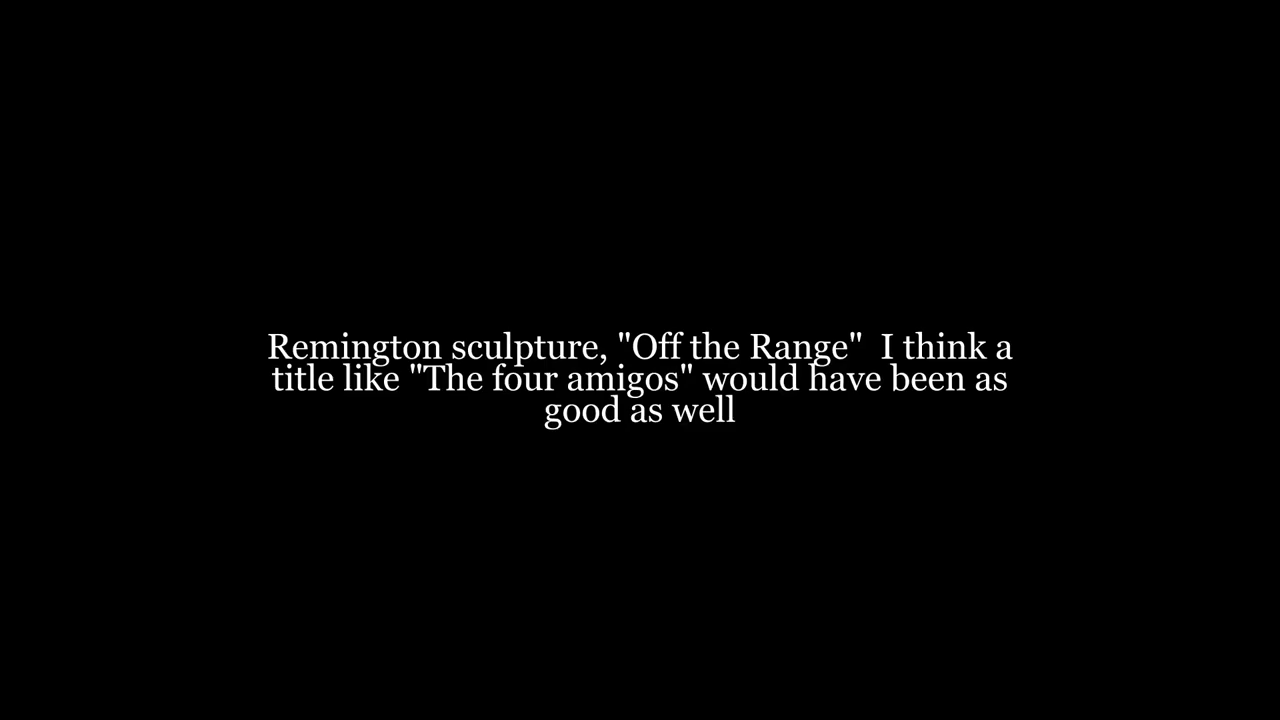 Remington sculpture, "Off the Range"  I think a
title like "The four amigos" would have been as
good as well